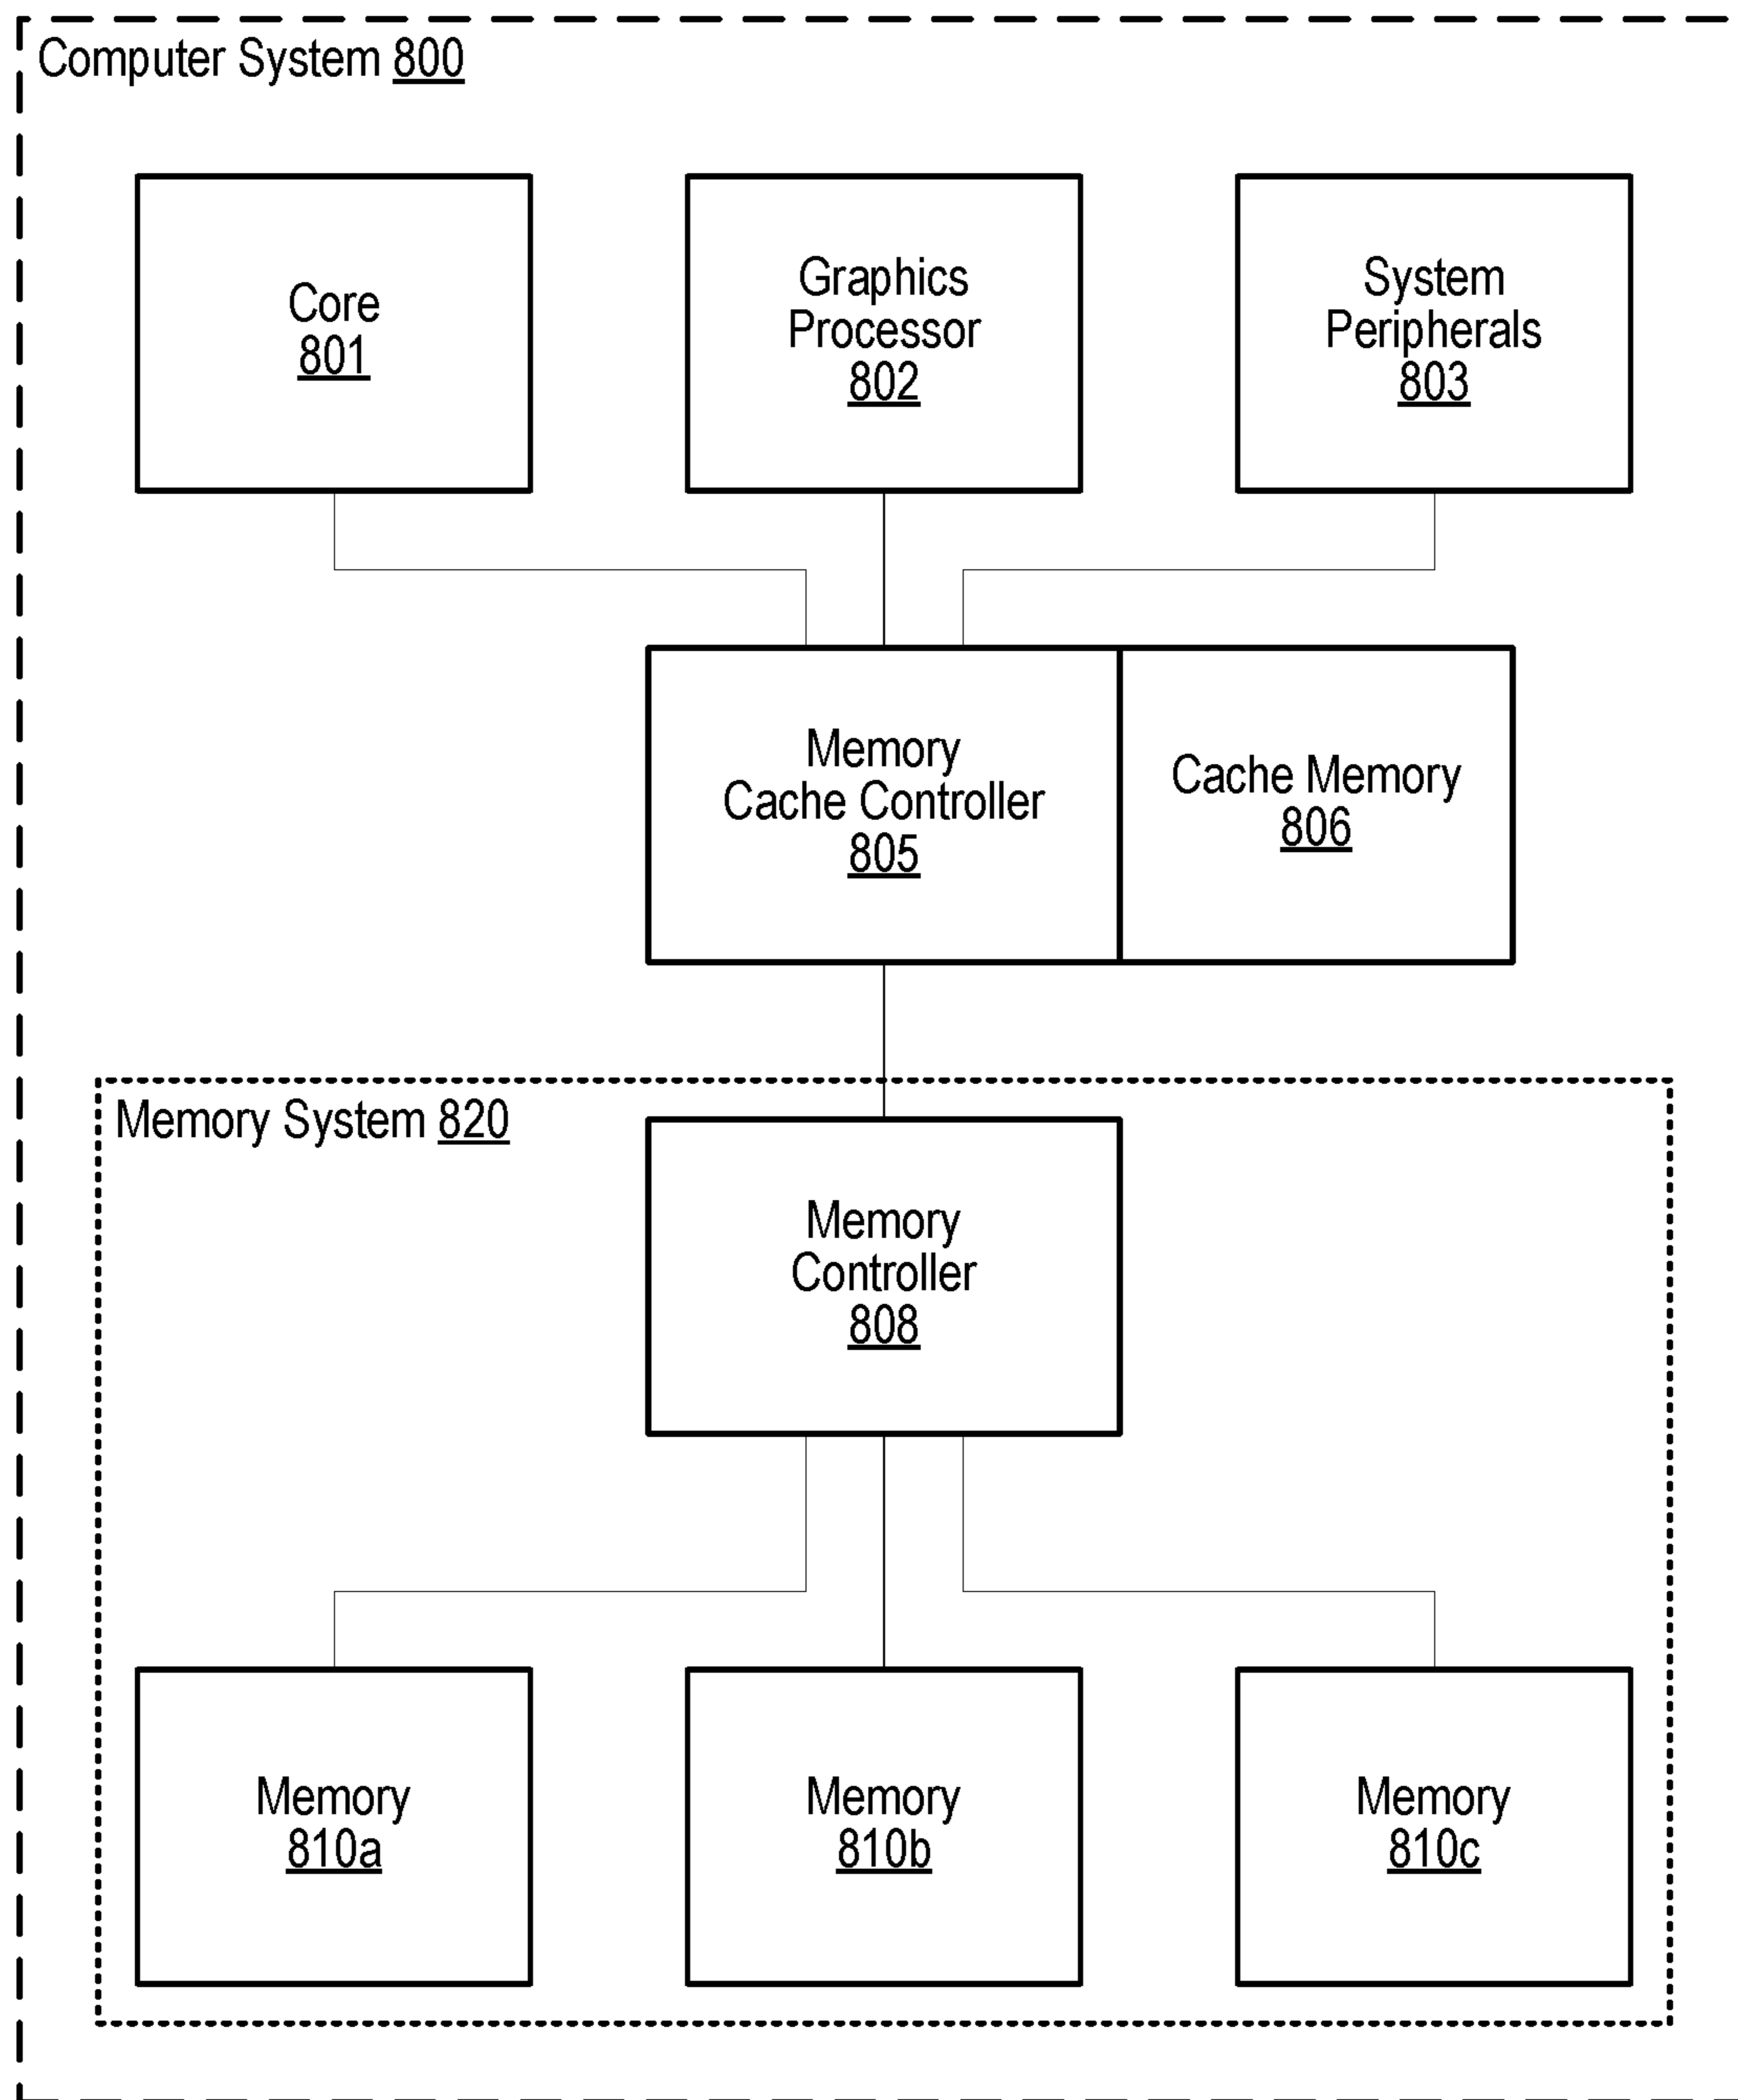 Computer System 800
Core
801
Graphics
Processor
802
System
Peripherals
803
Memory
Cache Controller
805
Cache Memory
806
Memory System 820
Memory
Controller
808
Memory
810a
Memory
810b
Memory
810c